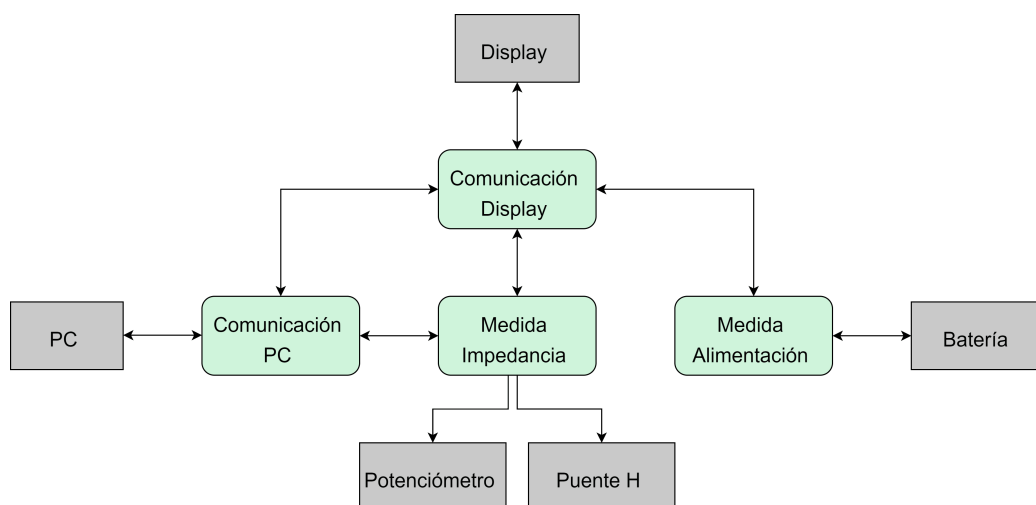 Display
Comunicación
Display
PC
Comunicación
PC
Medida
Impedancia
Medida
Alimentación
Batería
Potenciómetro
Puente H